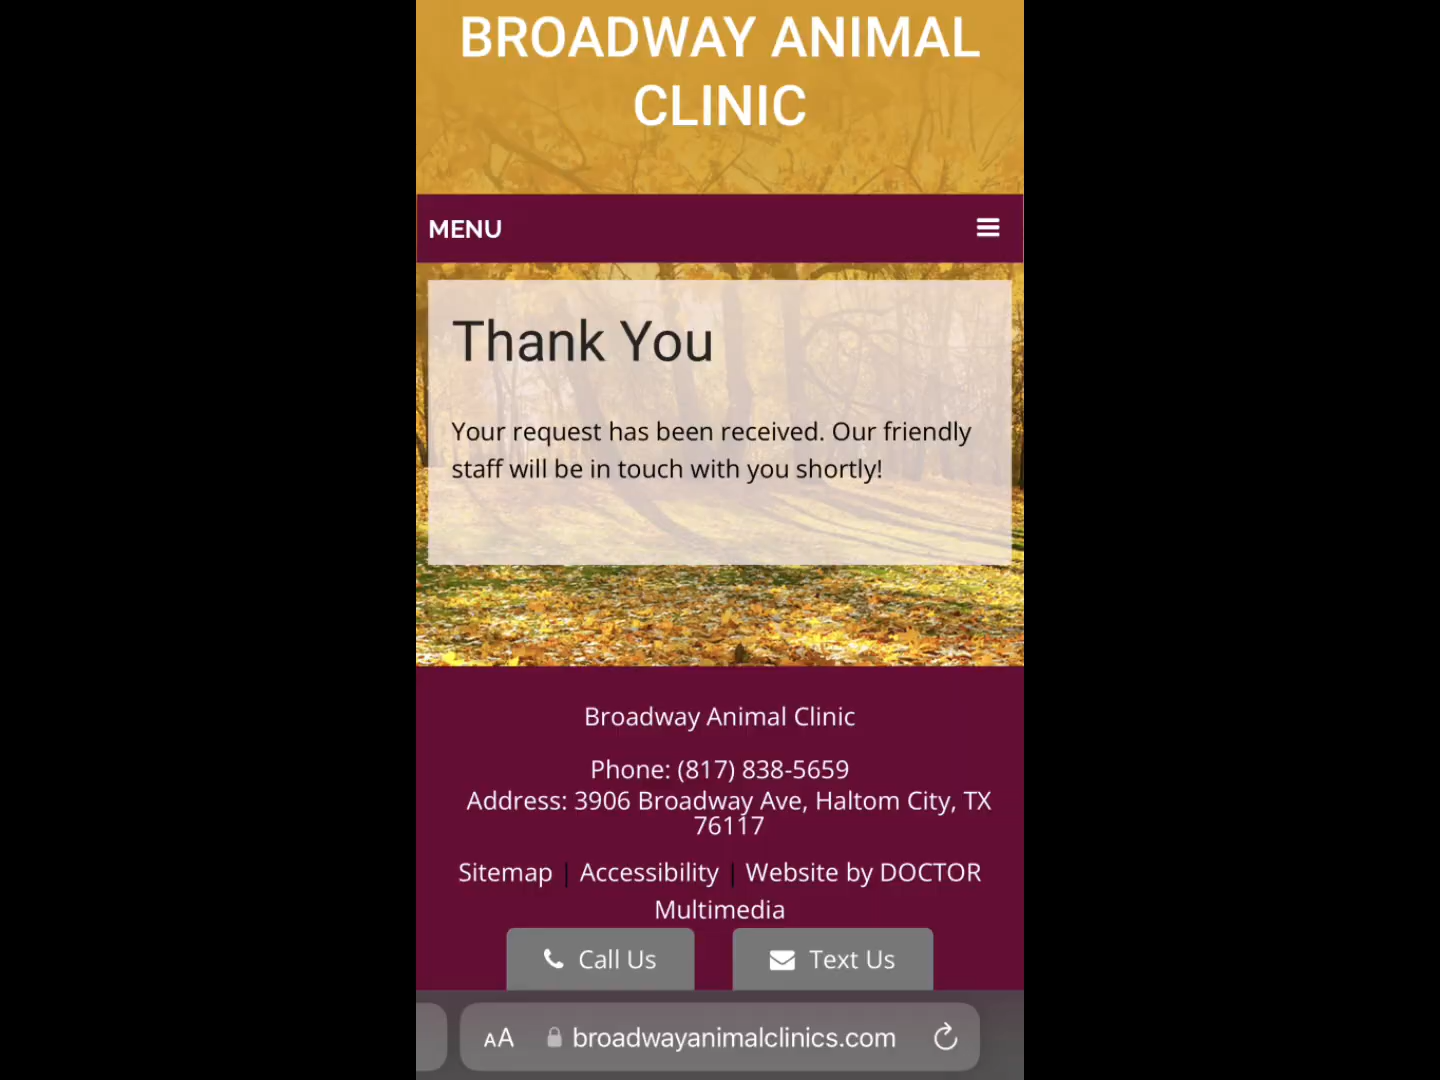 BROADWAY ANIMAL
CLINIC
MENU
Thank You
Your request has been received. Our friendly
staff will be in touch with you shortly!
Broadway Animal Clinic
Phone: (817) 838-5659
Address: 3906 Broadway Ave, Haltom City, TX
76117
Sitemap | Accessibility | Website by DOCTOR
Multimedia
Call Us Text Us
AA broadwayanimalclinics.com